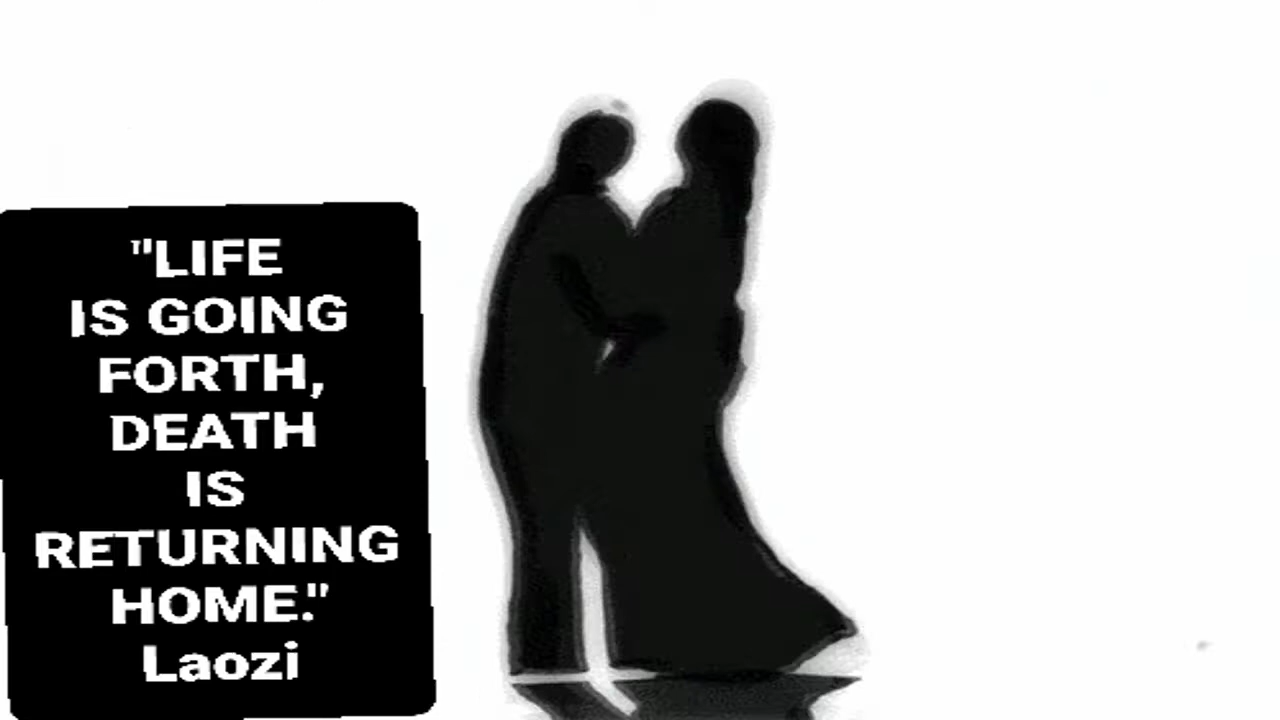 "LIFE
IS GOING
FORTH,
DEATH
IS
RETURNING
HOME."
Laozi